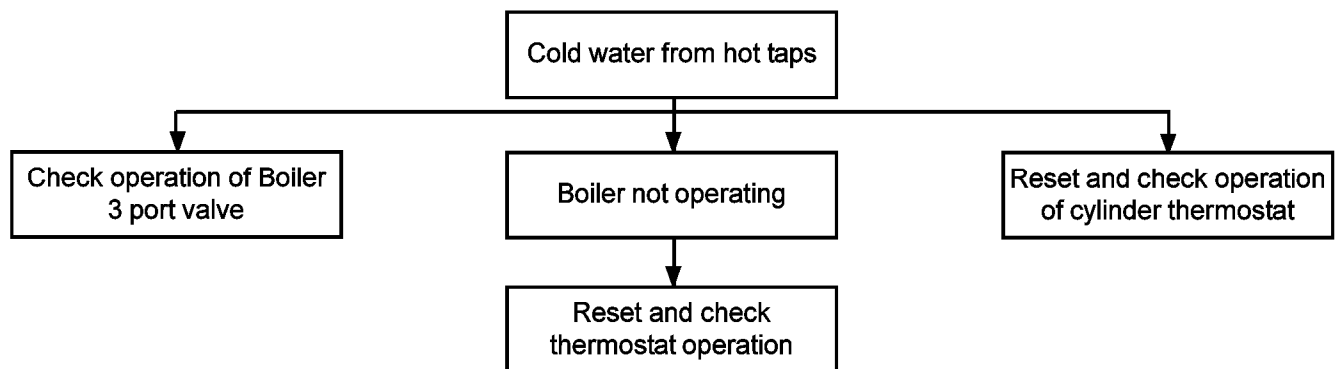 Cold water from hot taps
Check operation of Boiler
3 port valve
Boiler not operating
Reset and check operation
of cylinder thermostat
Reset and check
thermostat operation